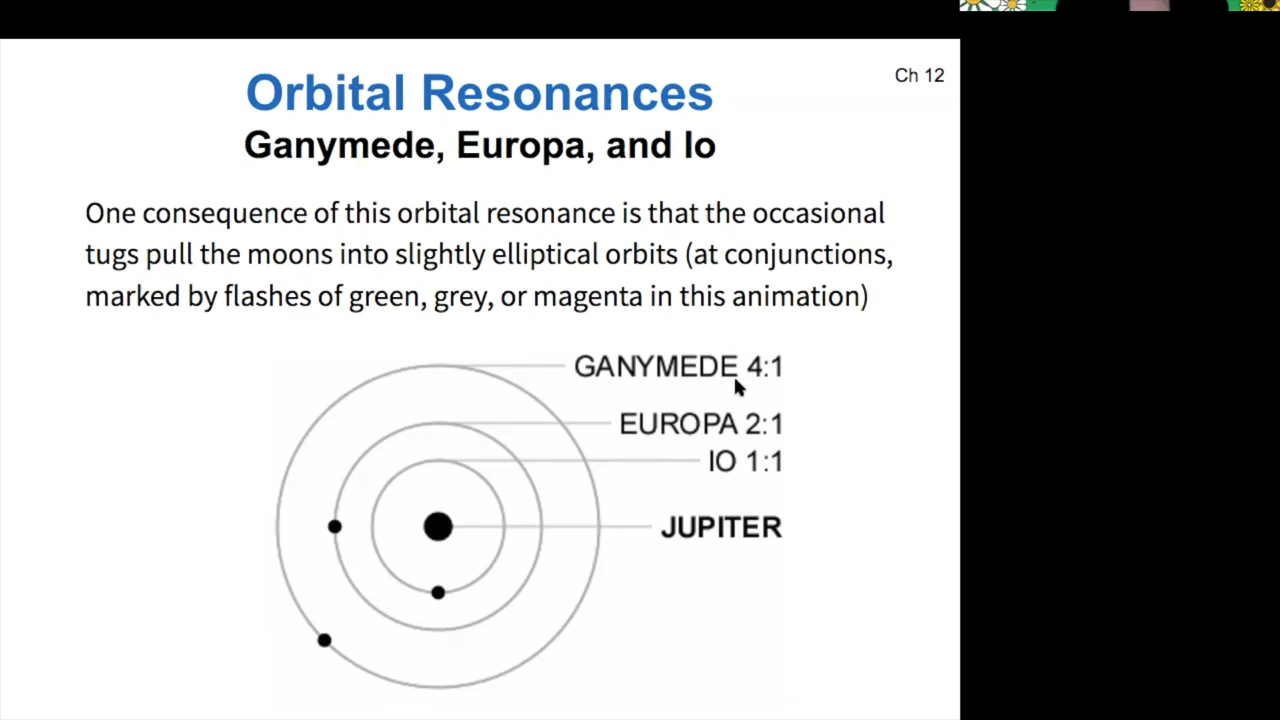 Ch 12
Orbital Resonances
Ganymede, Europa, and Io
One consequence of this orbital resonance is that the occasional
tugs pull the moons into slightly elliptical orbits (at conjunctions,
marked by flashes of green, grey, or magenta in this animation)
GANYMEDE 4:1
EUROPA 2:1
IO 1:1
JUPITER